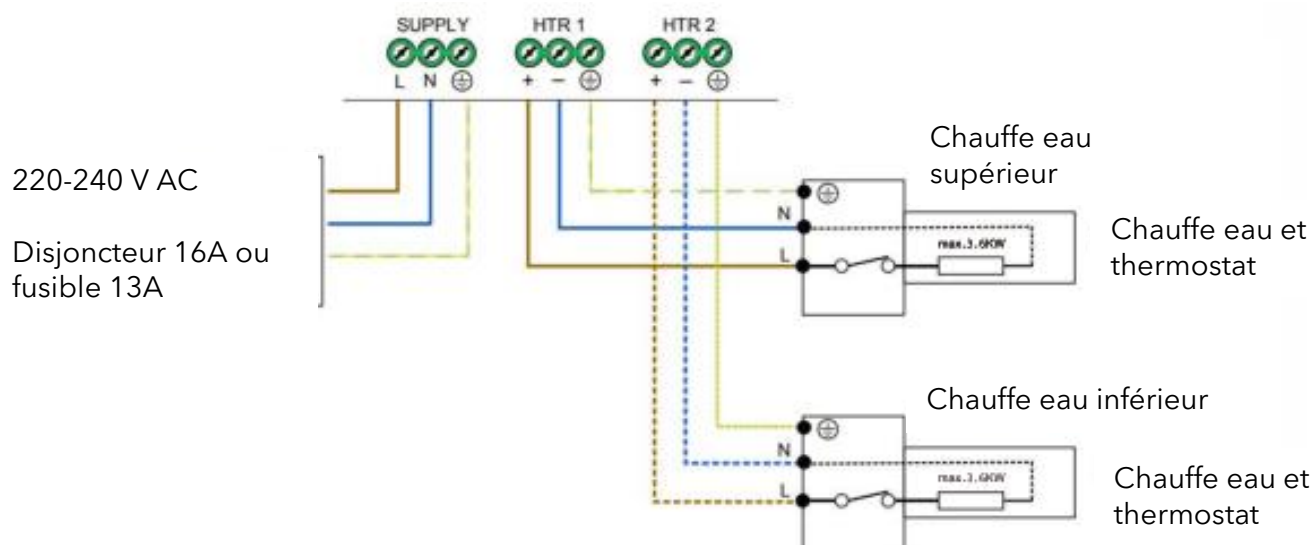 SUPPLY HTR 1 HTR 2
L N + – + –
Chauffe eau
supérieur
220-240 V AC
Disjoncteur 16A ou
fusible 13A
N
L
max.3.6KW
Chauffe eau et
thermostat
Chauffe eau inférieur
N
L
max.3.6KW
Chauffe eau et
thermostat